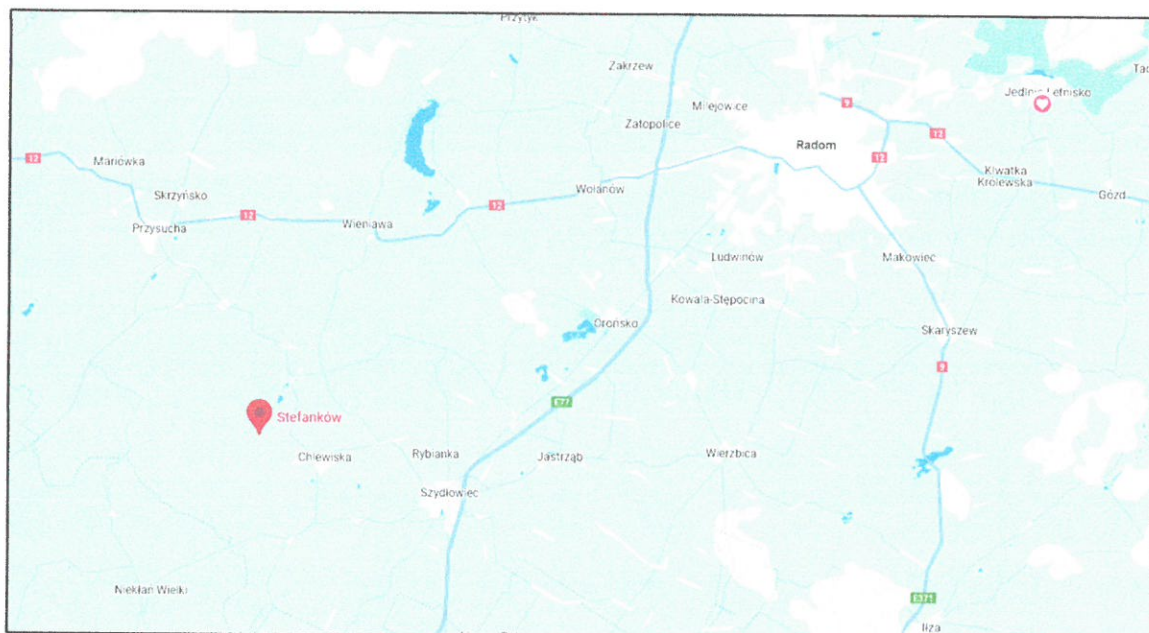 Przytyk
Zakrzew
Tac
Jedlnia-Letnisko
9
Milejowice
Zatopolice
12
Radom
12
12
Mariówka
Klwatka
Królewska
Skrzyńsko
Wolanów
Gózd
12
12
Wieniawa
Przysucha
Ludwinów
Makowiec
Kowala-Stępocina
Orońsko
Skaryszew
9
E77
Stefanków
Chlewiska
Rybianka
Jastrząb
Wierzbica
Szydłowiec
Niekłań Wielki
E371
Iłża